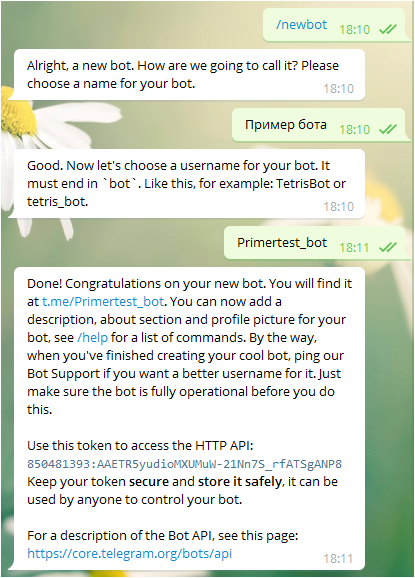 /newbot
18:10
Alright, a new bot. How are we going to call it? Please
choose a name for your bot.
18:10
Пример бота
18:10
Good. Now let's choose a username for your bot. It
must end in `bot`. Like this, for example: TetrisBot or
tetris_bot.
18:10
Primertest_bot
18:11
Done! Congratulations on your new bot. You will find it
at t.me/Primertest_bot. You can now add a
description, about section and profile picture for your
bot, see /help for a list of commands. By the way,
when you've finished creating your cool bot, ping our
Bot Support if you want a better username for it. Just
make sure the bot is fully operational before you do
this.
Use this token to access the HTTP API:
850481393:AAETR5yudioMXUMuW-21Nn7S_rfATSgANP8
Keep your token secure and store it safely, it can be
used by anyone to control your bot.
For a description of the Bot API, see this page:
https://core.telegram.org/bots/api
18:11